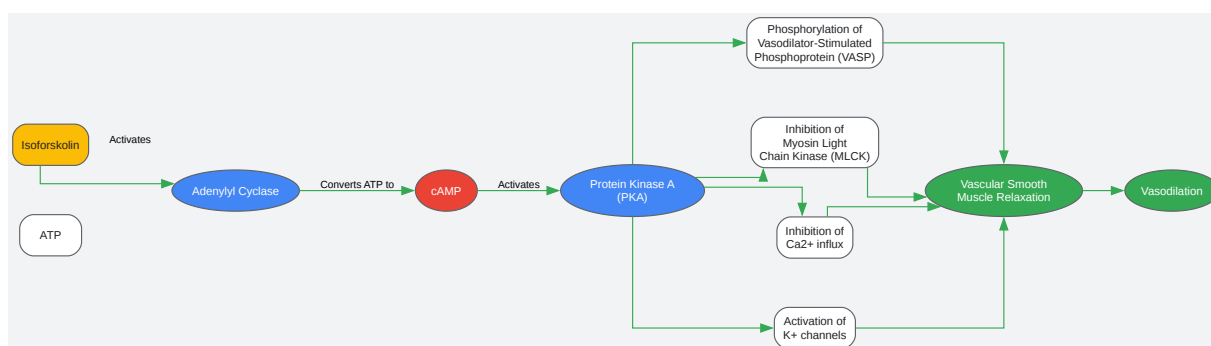 Isoforskolin
Activates
ATP
Adenylyl Cyclase
Converts ATP to
cAMP
Activates
Protein Kinase A
(PKA)
Phosphorylation of
Vasodilator-Stimulated
Phosphoprotein (VASP)
Inhibition of
Myosin Light
Chain Kinase (MLCK)
Inhibition of
Ca2+ influx
Activation of
K+ channels
Vascular Smooth
Muscle Relaxation
Vasodilation